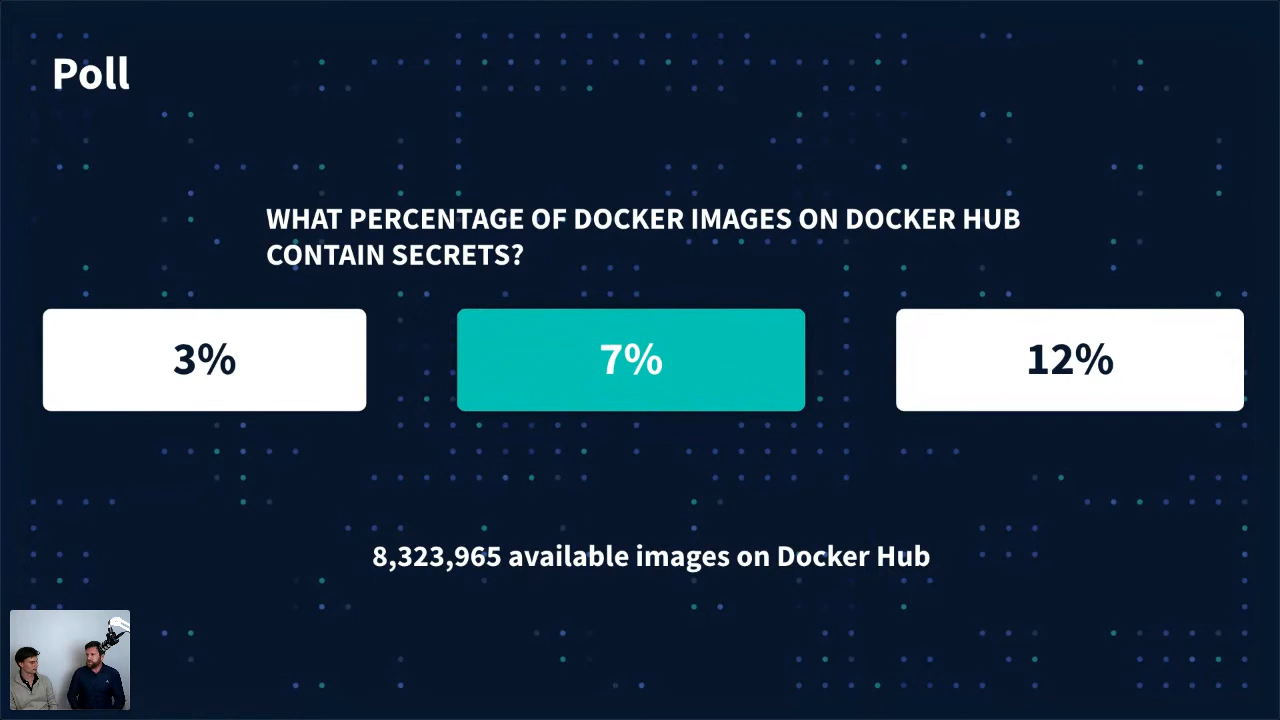 Poll
WHAT PERCENTAGE OF DOCKER IMAGES ON DOCKER HUB
CONTAIN SECRETS?
3%
7%
12%
8,323,965 available images on Docker Hub